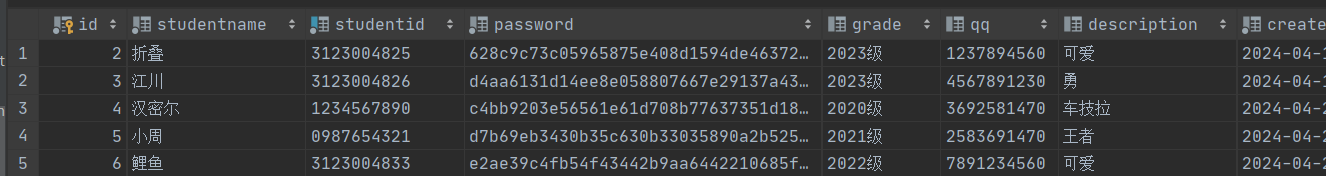 id studentname studentid password grade qq description create
1 2 折叠 3123004825 628c9c73c05965875e408d1594de46372… 2023级 1237894560 可爱 2024-04-1
2 3 江川 3123004826 d4aa6131d14ee8e058807667e29137a43… 2023级 4567891230 勇 2024-04-1
3 4 汉密尔 1234567890 c4bb9203e56561e61d708b77637351d18… 2020级 3692581470 车技拉 2024-04-2
4 5 小周 0987654321 d7b69eb3430b35c630b33035890a2b525… 2021级 2583691470 王者 2024-04-2
5 6 鲤鱼 3123004833 e2ae39c4fb54f43442b9aa6442210685f… 2022级 7891234560 可爱 2024-04-2